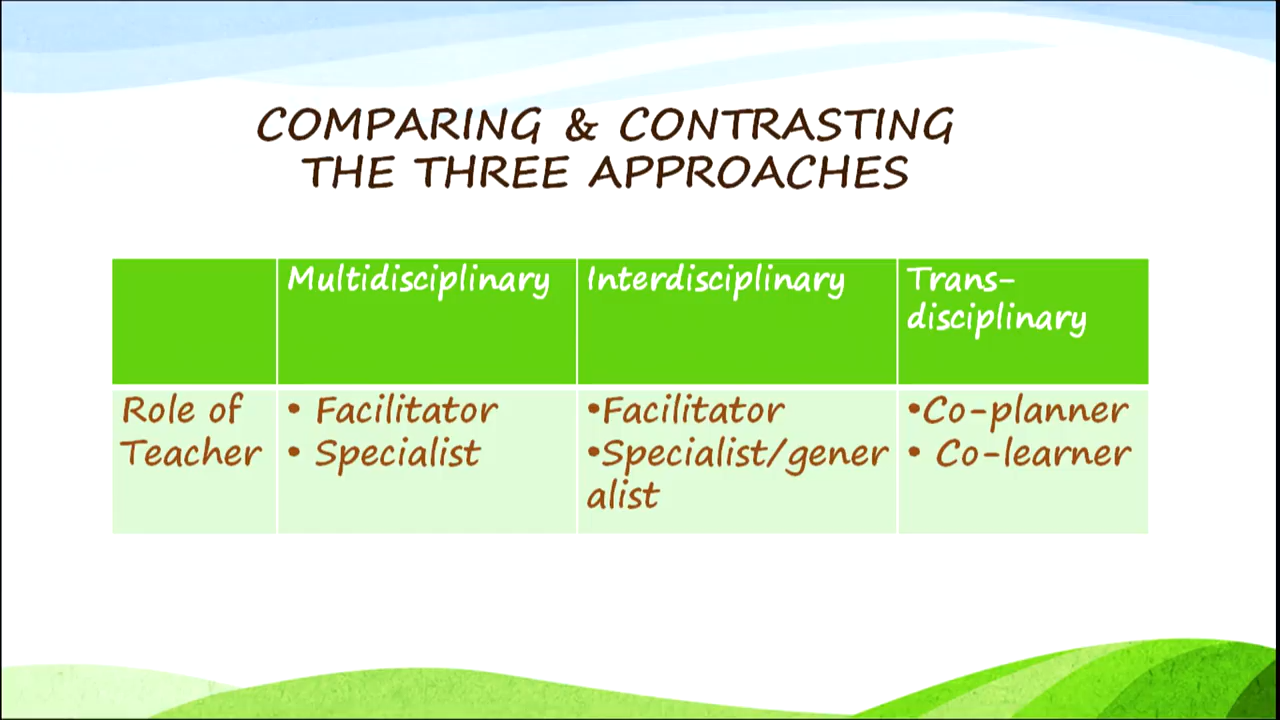 COMPARING & CONTRASTING
THE THREE APPROACHES
Multidisciplinary
Interdisciplinary
Trans-
disciplinary
Role of
Teacher
• Facilitator
• Specialist
•Facilitator
•Specialist/gener
alist
•Co-planner
• Co-learner